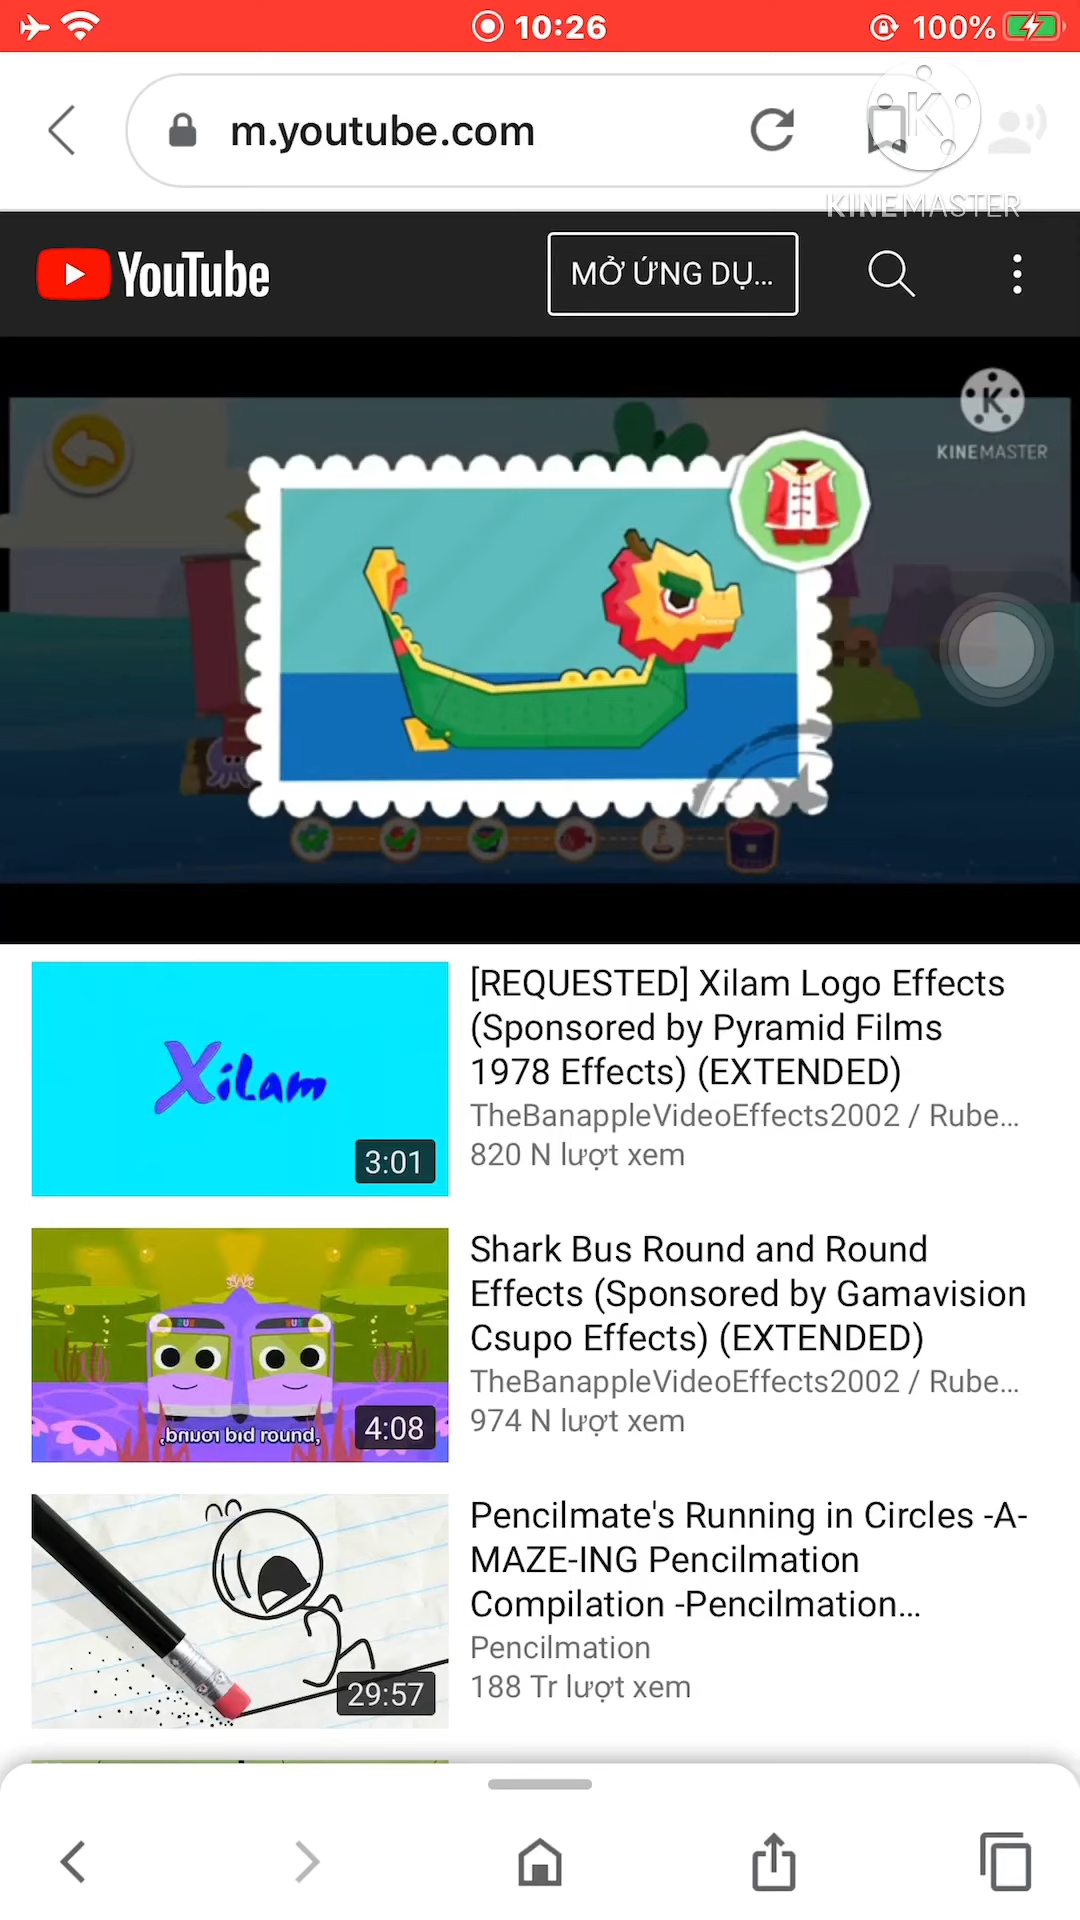 10:26
100%
m.youtube.com
K
KINEMASTER
YouTube
MỞ ỨNG DỤ...
K
KINEMASTER
Xilam
3:01
[REQUESTED] Xilam Logo Effects
(Sponsored by Pyramid Films
1978 Effects) (EXTENDED)
TheBanappleVideoEffects2002 / Rube...
820 N lượt xem
BUS
BUS
round,
round bid
4:08
Shark Bus Round and Round
Effects (Sponsored by Gamavision
Csupo Effects) (EXTENDED)
TheBanappleVideoEffects2002 / Rube...
974 N lượt xem
29:57
Pencilmate's Running in Circles -A-
MAZE-ING Pencilmation
Compilation -Pencilmation...
Pencilmation
188 Tr lượt xem